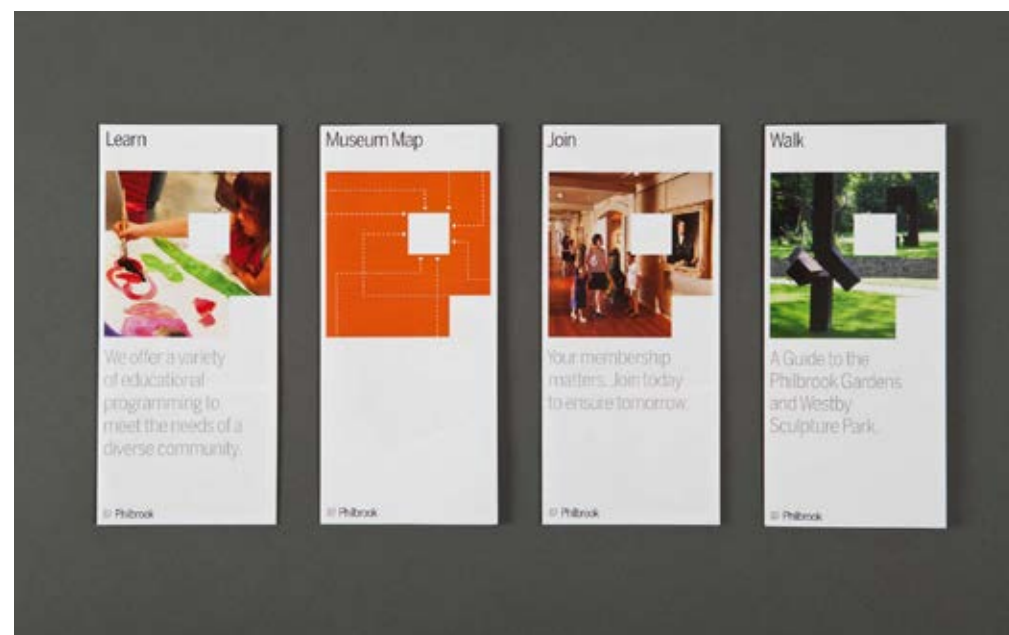 Learn
We offer a variety
of educational
programming to
meet the needs of a
diverse community.
Philbrook
Museum Map
Philbrook
Join
Your membership
matters. Join today
to ensure tomorrow.
Philbrook
Walk
A Guide to the
Philbrook Gardens
and Westby
Sculpture Park.
Philbrook